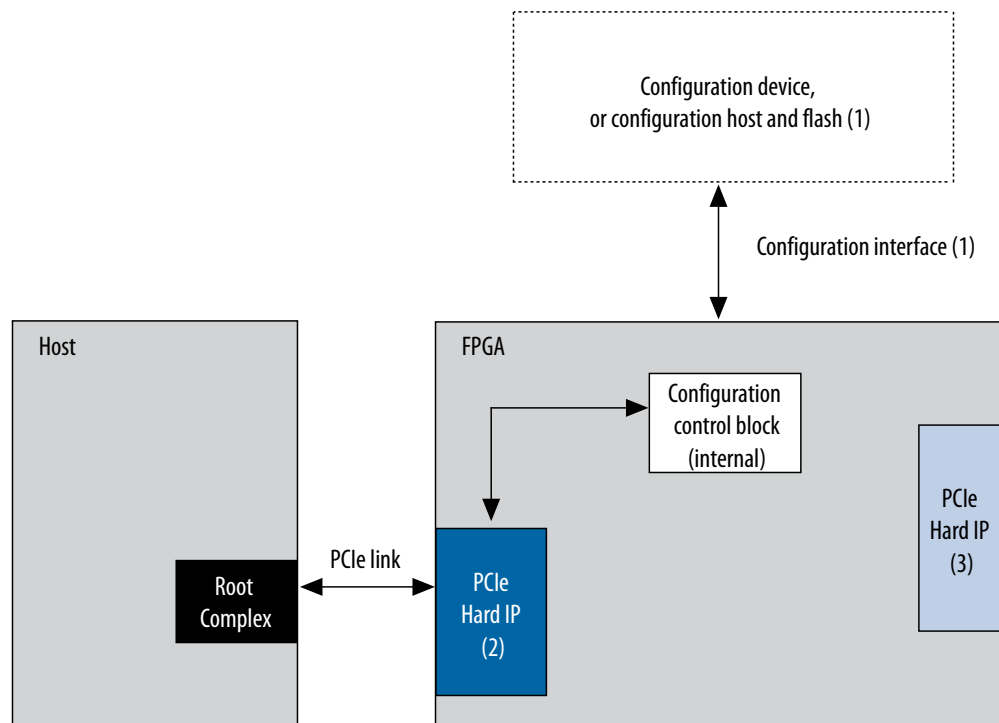 Configuration device,
or configuration host and flash (1)
Configuration interface (1)
Host
FPGA
Configuration
control block
(internal)
PCIe
Hard IP
(3)
PCIe link
Root
Complex
PCIe
Hard IP
(2)